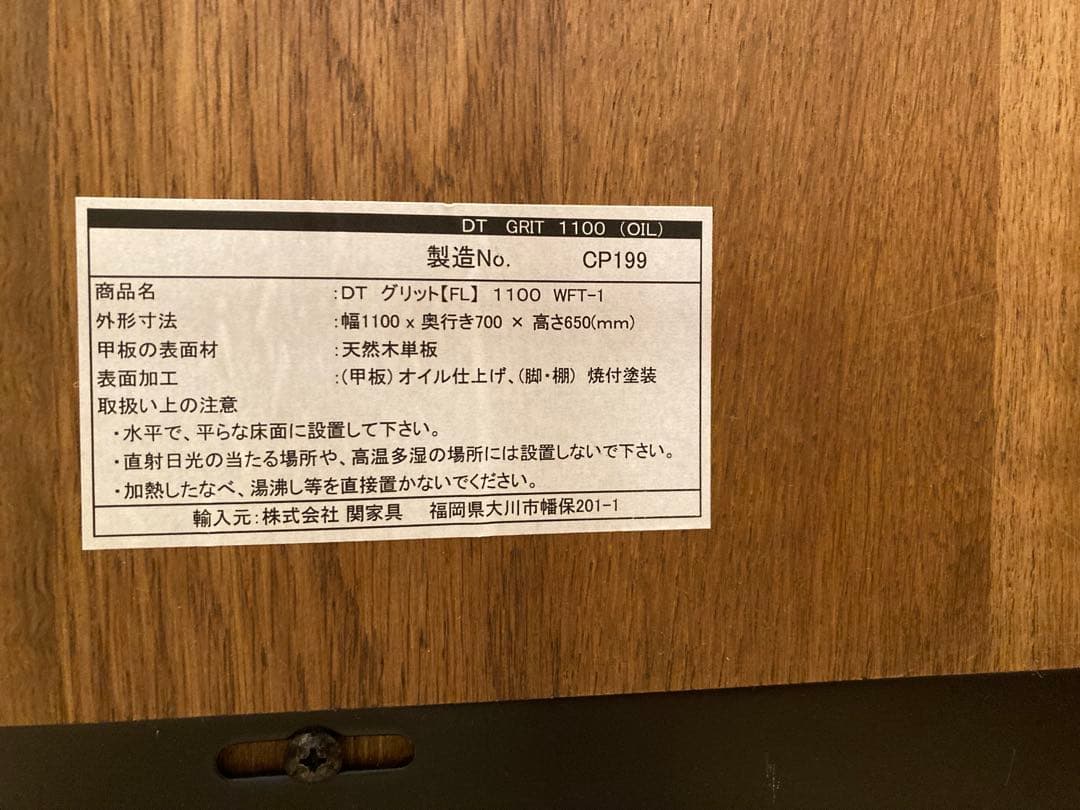 DT GRIT 1100 (OIL)
製造No. CP199
商品名 :DT グリット【FL】 1100 WFT-1
外形寸法 :幅1100 x 奥行き700 × 高さ650(mm)
甲板の表面材 :天然木単板
表面加工 :(甲板)オイル仕上げ、(脚・棚) 焼付塗装
取扱い上の注意
・水平で、平らな床面に設置して下さい。
・直射日光の当たる場所や、高温多湿の場所には設置しないで下さい。
・加熱したなべ、湯沸し等を直接置かないでください。
輸入元:株式会社 関家具 福岡県大川市幡保201-1